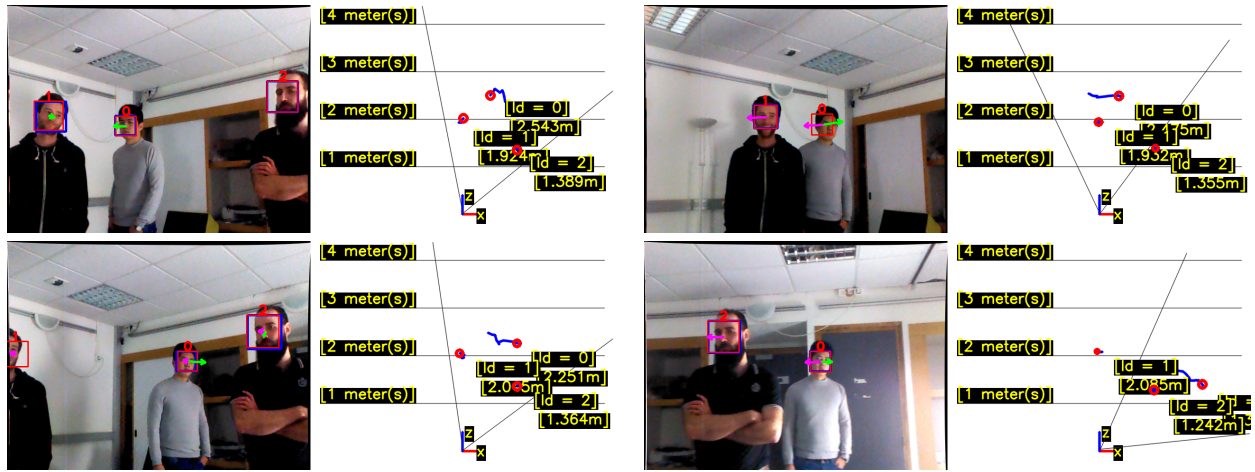 1
0
2
[4 meter(s)]
[3 meter(s)]
[2 meter(s)]
[1 meter(s)]
[Id = 0]
[2.543m]
[Id = 1]
[Id = 2]
[1.389m]
z
x
1
0
[4 meter(s)]
[3 meter(s)]
[2 meter(s)]
[1 meter(s)]
[Id = 0]
[Id = 1]
[1.932m]
[Id = 2]
[1.355m]
z
x
0
2
[4 meter(s)]
[3 meter(s)]
[2 meter(s)]
[1 meter(s)]
[Id = 0]
[Id = 1]
2.251m]
[Id = 2]
[1.364m]
z
x
2
0
[4 meter(s)]
[3 meter(s)]
[2 meter(s)]
[1 meter(s)]
[Id = 1]
[2.085m]
[Id = 2]
[1.242m]
z
x